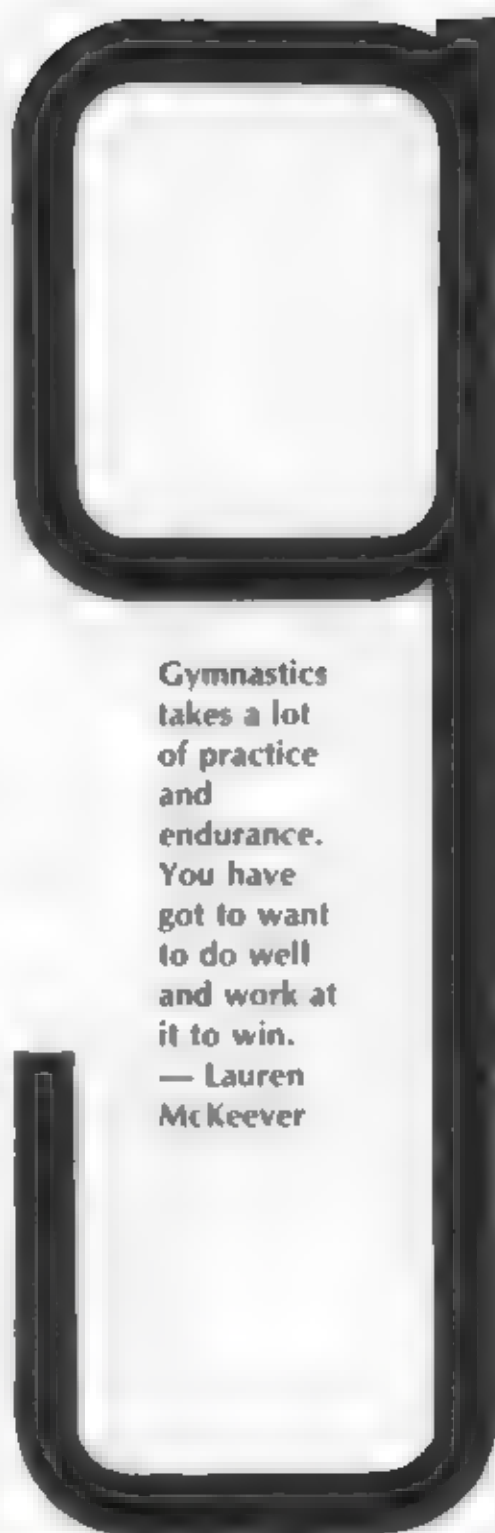 g
Gymnastics
takes a lot
of practice
and
endurance.
You have
got to want
to do well
and work at
it to win.
— Lauren
McKeever